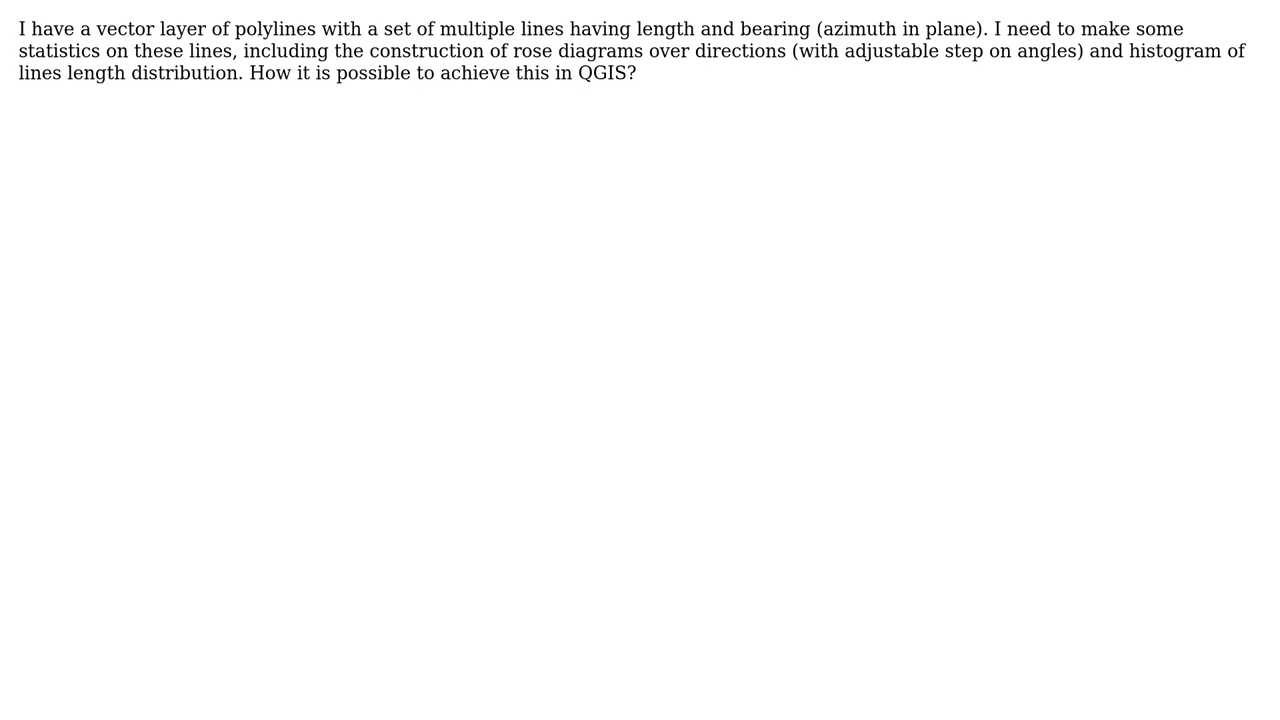 I have a vector layer of polylines with a set of multiple lines having length and bearing (azimuth in plane). I need to make some
statistics on these lines, including the construction of rose diagrams over directions (with adjustable step on angles) and histogram of
lines length distribution. How it is possible to achieve this in QGIS?